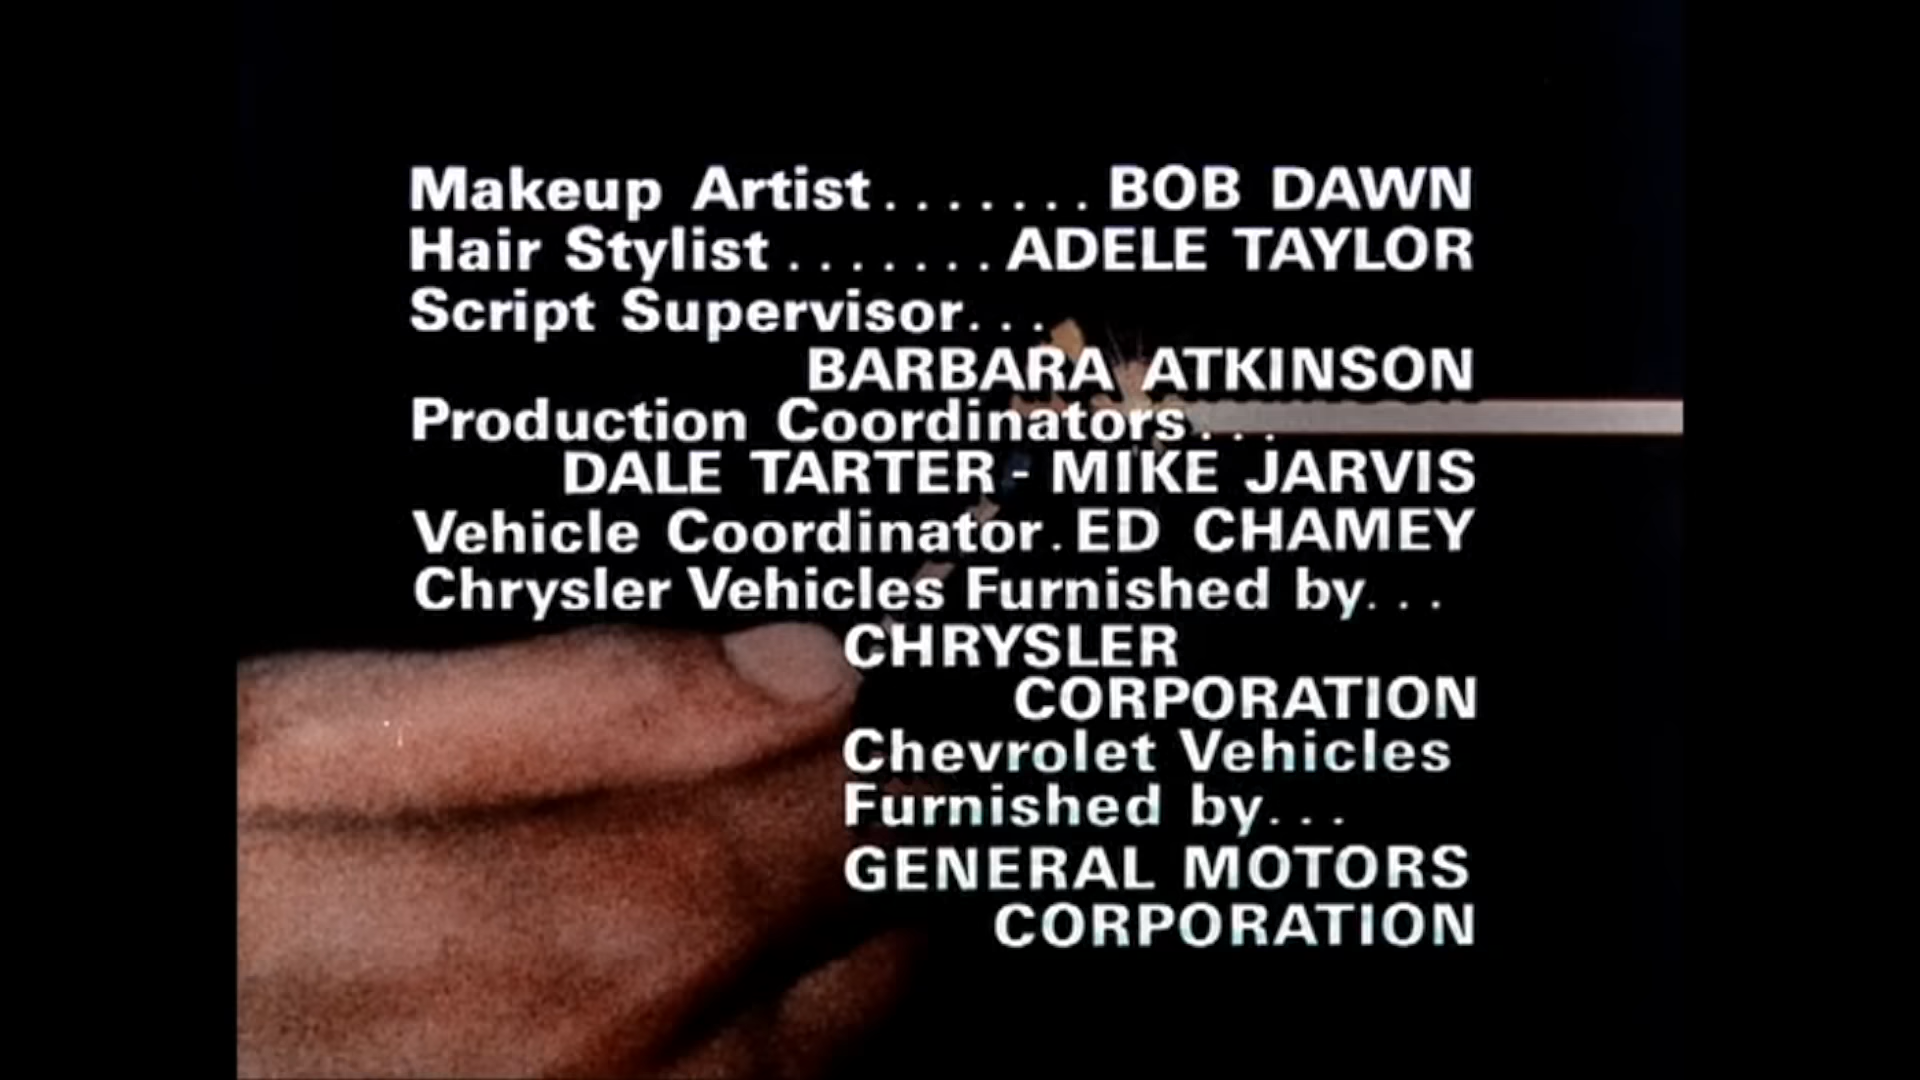 Makeup Artist.......BOB DAWN
Hair Stylist.......ADELE TAYLOR
Script Supervisor...
BARBARA ATKINSON
Production Coordinators...
DALE TARTER - MIKE JARVIS
Vehicle Coordinator.ED CHAMEY
Chrysler Vehicles Furnished by...
CHRYSLER
CORPORATION
Chevrolet Vehicles
Furnished by...
GENERAL MOTORS
CORPORATION